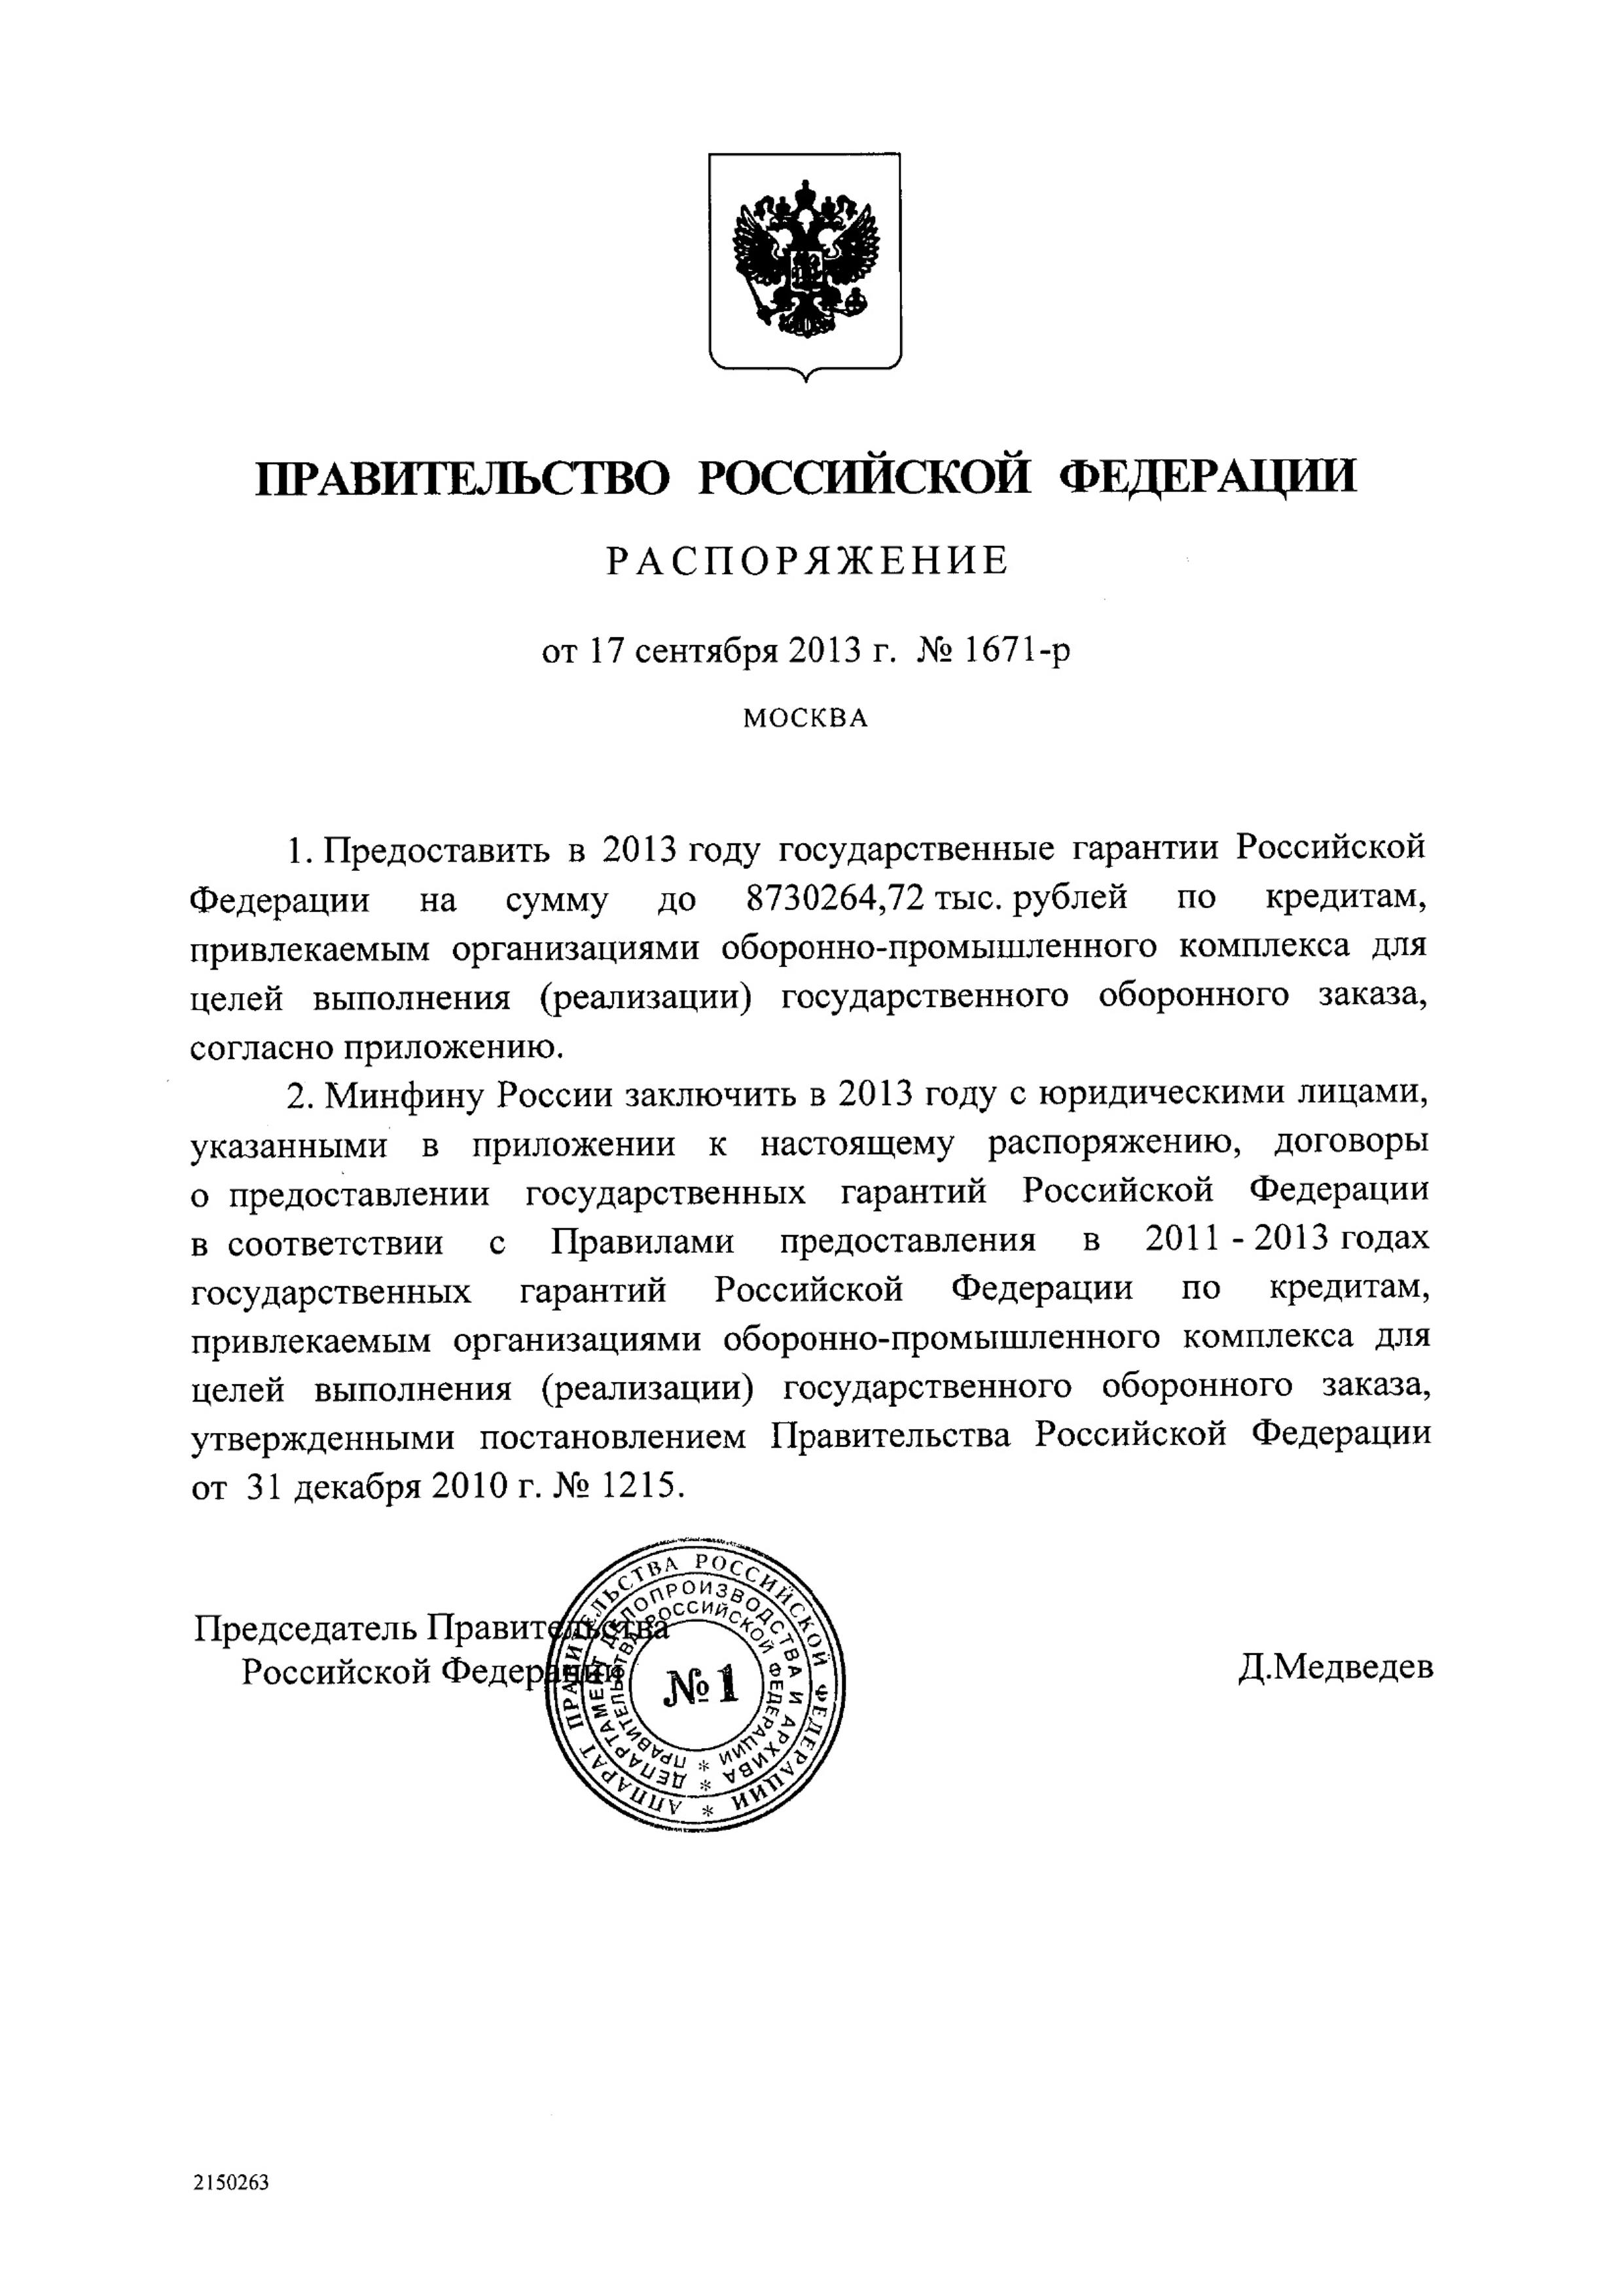 ПРАВИТЕЛЬСТВО РОССИЙСКОЙ ФЕДЕРАЦИИ
РАСПОРЯЖЕНИЕ
от 17 сентября 2013 г. № 1671-р
МОСКВА
1. Предоставить в 2013 году государственные гарантии Российской
Федерации на сумму до 8730264,72 тыс. рублей по кредитам,
привлекаемым организациями оборонно-промышленного комплекса для
целей выполнения (реализации) государственного оборонного заказа,
согласно приложению.
2. Минфину России заключить в 2013 году с юридическими лицами,
указанными в приложении к настоящему распоряжению, договоры
о предоставлении государственных гарантий Российской Федерации
в соответствии с Правилами предоставления в 2011 - 2013 годах
государственных гарантий Российской Федерации по кредитам,
привлекаемым организациями оборонно-промышленного комплекса для
целей выполнения (реализации) государственного оборонного заказа,
утвержденными постановлением Правительства Российской Федерации
от 31 декабря 2010 г. № 1215.
Председатель Правительства
Российской Федерации
Д.Медведев
АППАРАТ ПРАВИТЕЛЬСТВА РОССИЙСКОЙ ФЕДЕРАЦИИ *
ДЕПАРТАМЕНТ ДЕЛОПРОИЗВОДСТВА И АРХИВА *
ПРАВИТЕЛЬСТВА РОССИЙСКОЙ ФЕДЕРАЦИИ *
№1
2150263